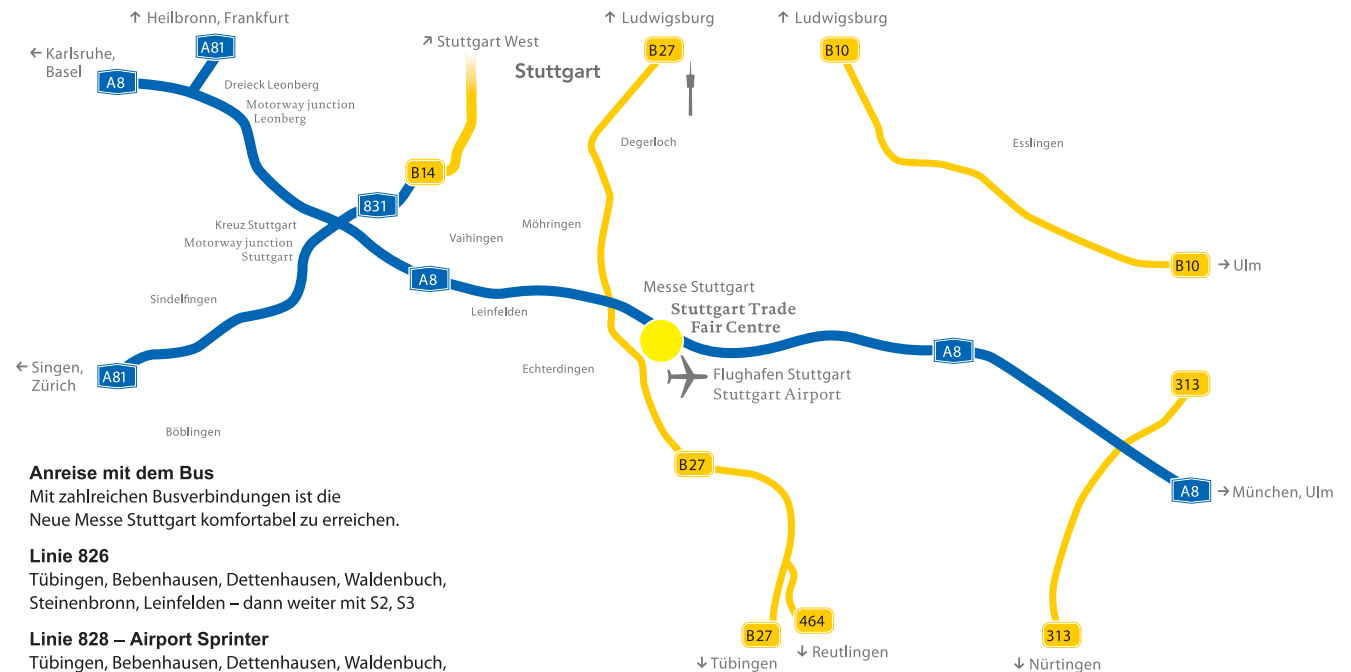 ↑ Heilbronn, Frankfurt
↑ Ludwigsburg
↑ Ludwigsburg
← Karlsruhe,
Basel
A81
↗ Stuttgart West
B27
B10
A8
Stuttgart
Dreieck Leonberg
Motorway junction
Leonberg
Degerloch
Esslingen
B14
831
Kreuz Stuttgart
Motorway junction
Stuttgart
Vaihingen
Möhringen
B10
→ Ulm
A8
Messe Stuttgart
Stuttgart Trade
Fair Centre
Sindelfingen
Leinfelden
A8
← Singen,
Zürich
A81
Echterdingen
Flughafen Stuttgart
Stuttgart Airport
313
Böblingen
B27
A8
→ München, Ulm
Anreise mit dem Bus
Mit zahlreichen Busverbindungen ist die
Neue Messe Stuttgart komfortabel zu erreichen.
Linie 826
Tübingen, Bebenhausen, Dettenhausen, Waldenbuch,
Steinenbronn, Leinfelden – dann weiter mit S2, S3
Linie 828 – Airport Sprinter
Tübingen, Bebenhausen, Dettenhausen, Waldenbuch,
B27
464
313
↓ Tübingen
↓ Reutlingen
↓ Nürtingen